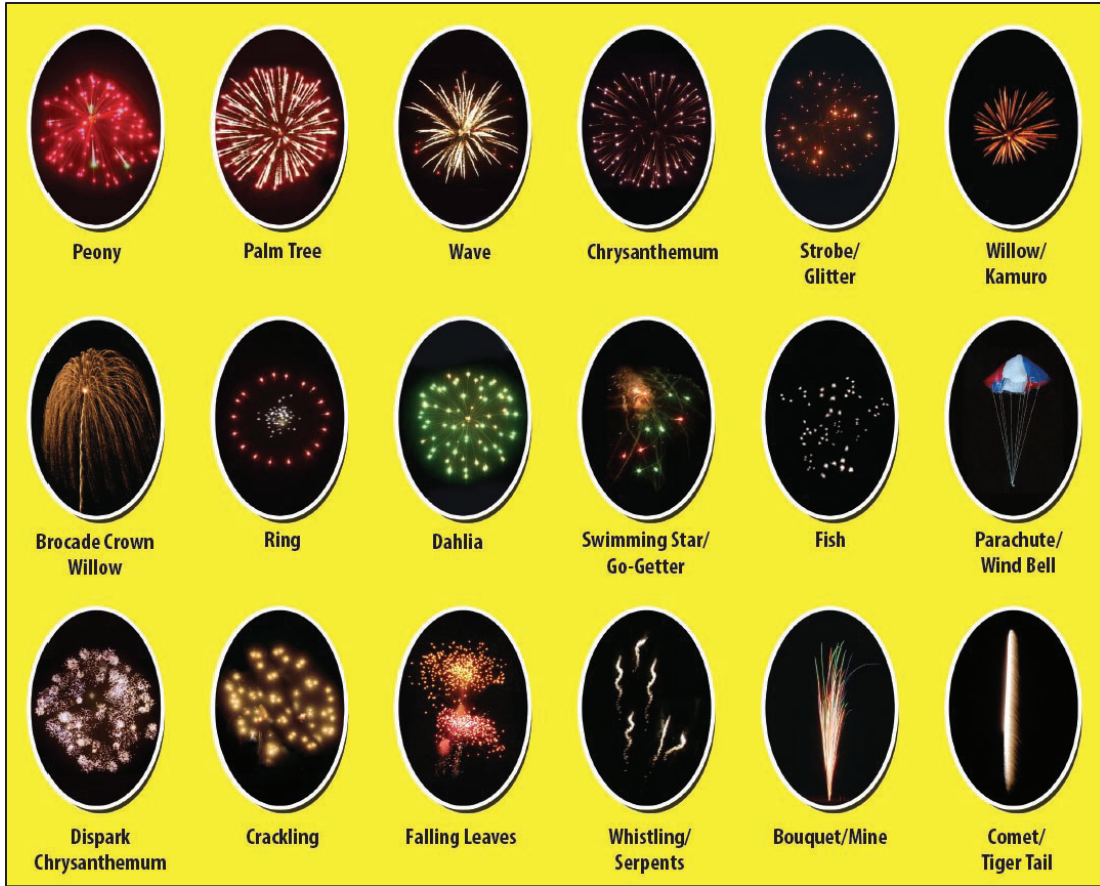 Peony
Palm Tree
Wave
Chrysanthemum
Strobe/
Glitter
Willow/
Kamuro
Brocade Crown
Willow
Ring
Dahlia
Swimming Star/
Go-Getter
Fish
Parachute/
Wind Bell
Dispark
Chrysanthemum
Crackling
Falling Leaves
Whistling/
Serpents
Bouquet/Mine
Comet/
Tiger Tail